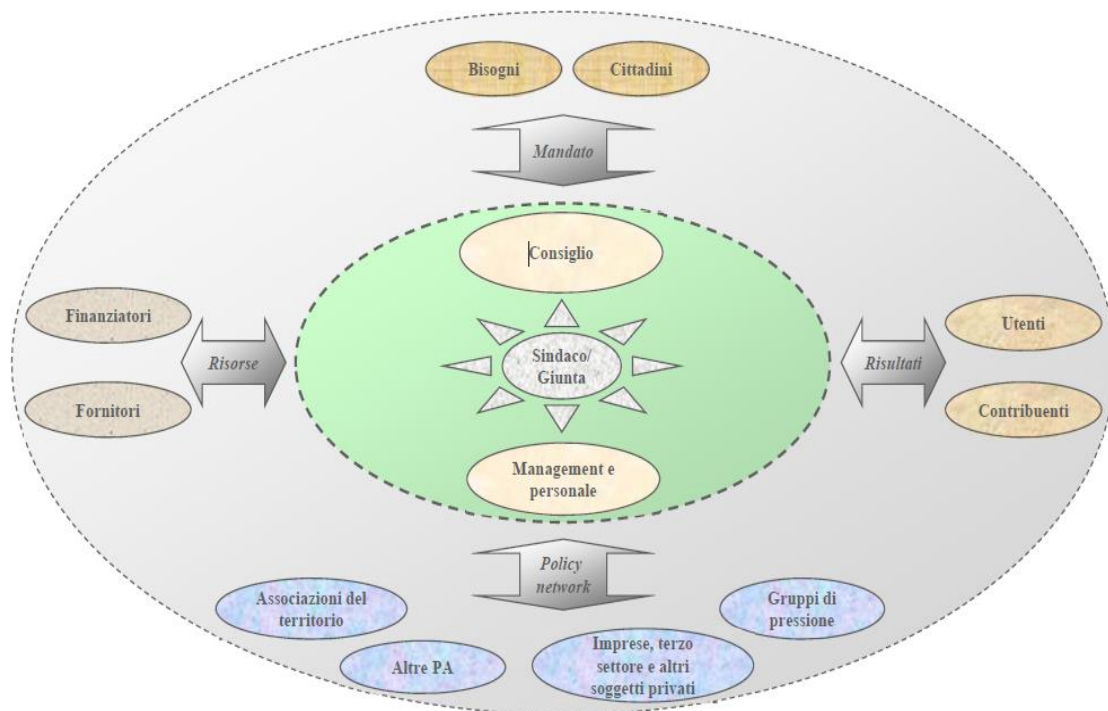 Bisogni
Cittadini
Mandato
Consiglio
Finanziatori
Risorse
Fornitori
Sindaco/
Giunta
Utenti
Risultati
Contribuenti
Management e
personale
Policy
network
Associazioni del
territorio
Altre PA
Imprese, terzo
settore e altri
soggetti privati
Gruppi di
pressione